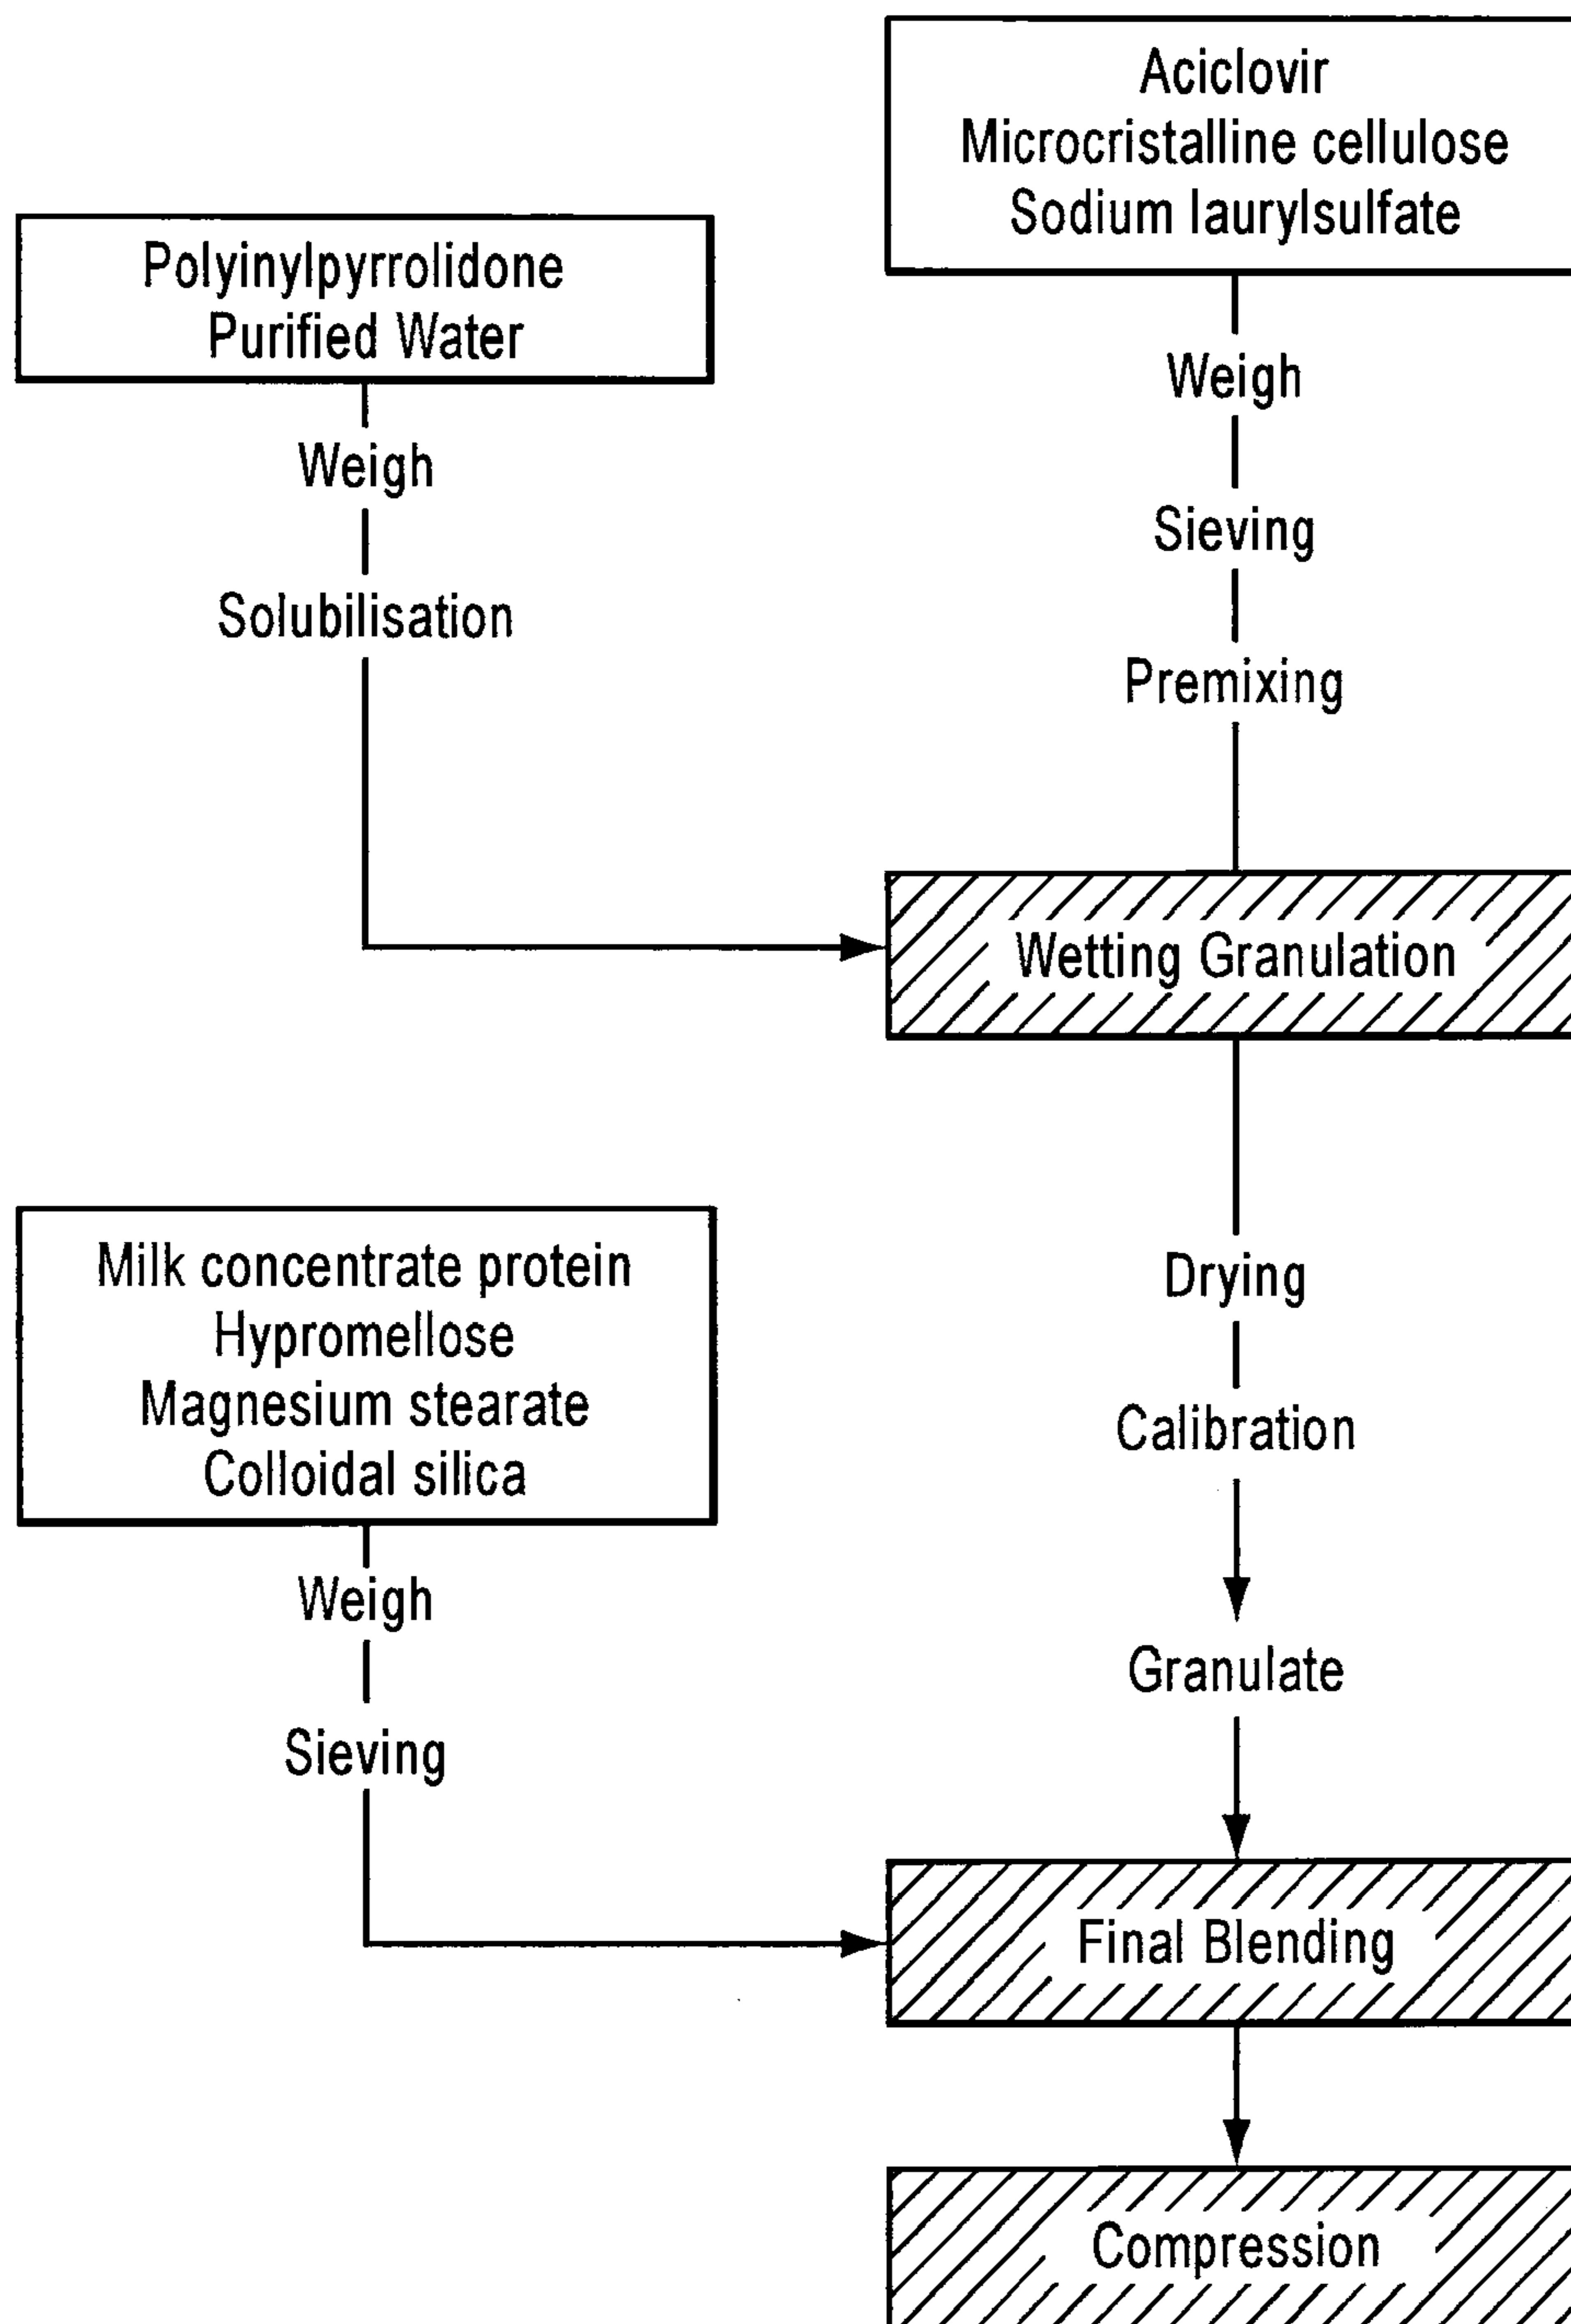 Aciclovir
Microcristalline cellulose
Sodium laurylsulfate
Polyinylpyrrolidone
Purified Water
Weigh
Weigh
Sieving
Solubilisation
Premixing
Wetting Granulation
Milk concentrate protein
Hypromellose
Magnesium stearate
Colloidal silica
Drying
Calibration
Weigh
Granulate
Sieving
Final Blending
Compression